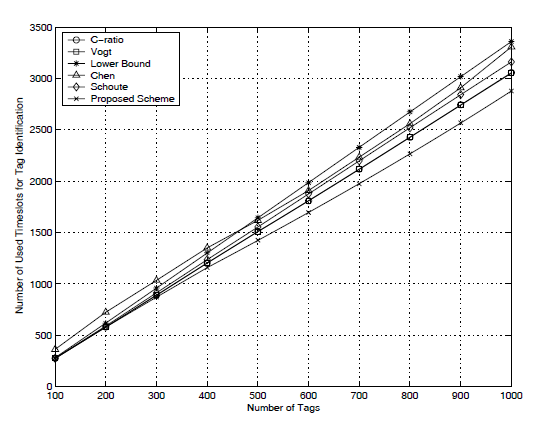 3500
3000
2500
2000
1500
1000
500
0
Number of Used Timeslots for Tag Identification
C-ratio
Vogt
Lower Bound
Chen
Schoute
Proposed Scheme
100 200 300 400 500 600 700 800 900 1000
Number of Tags